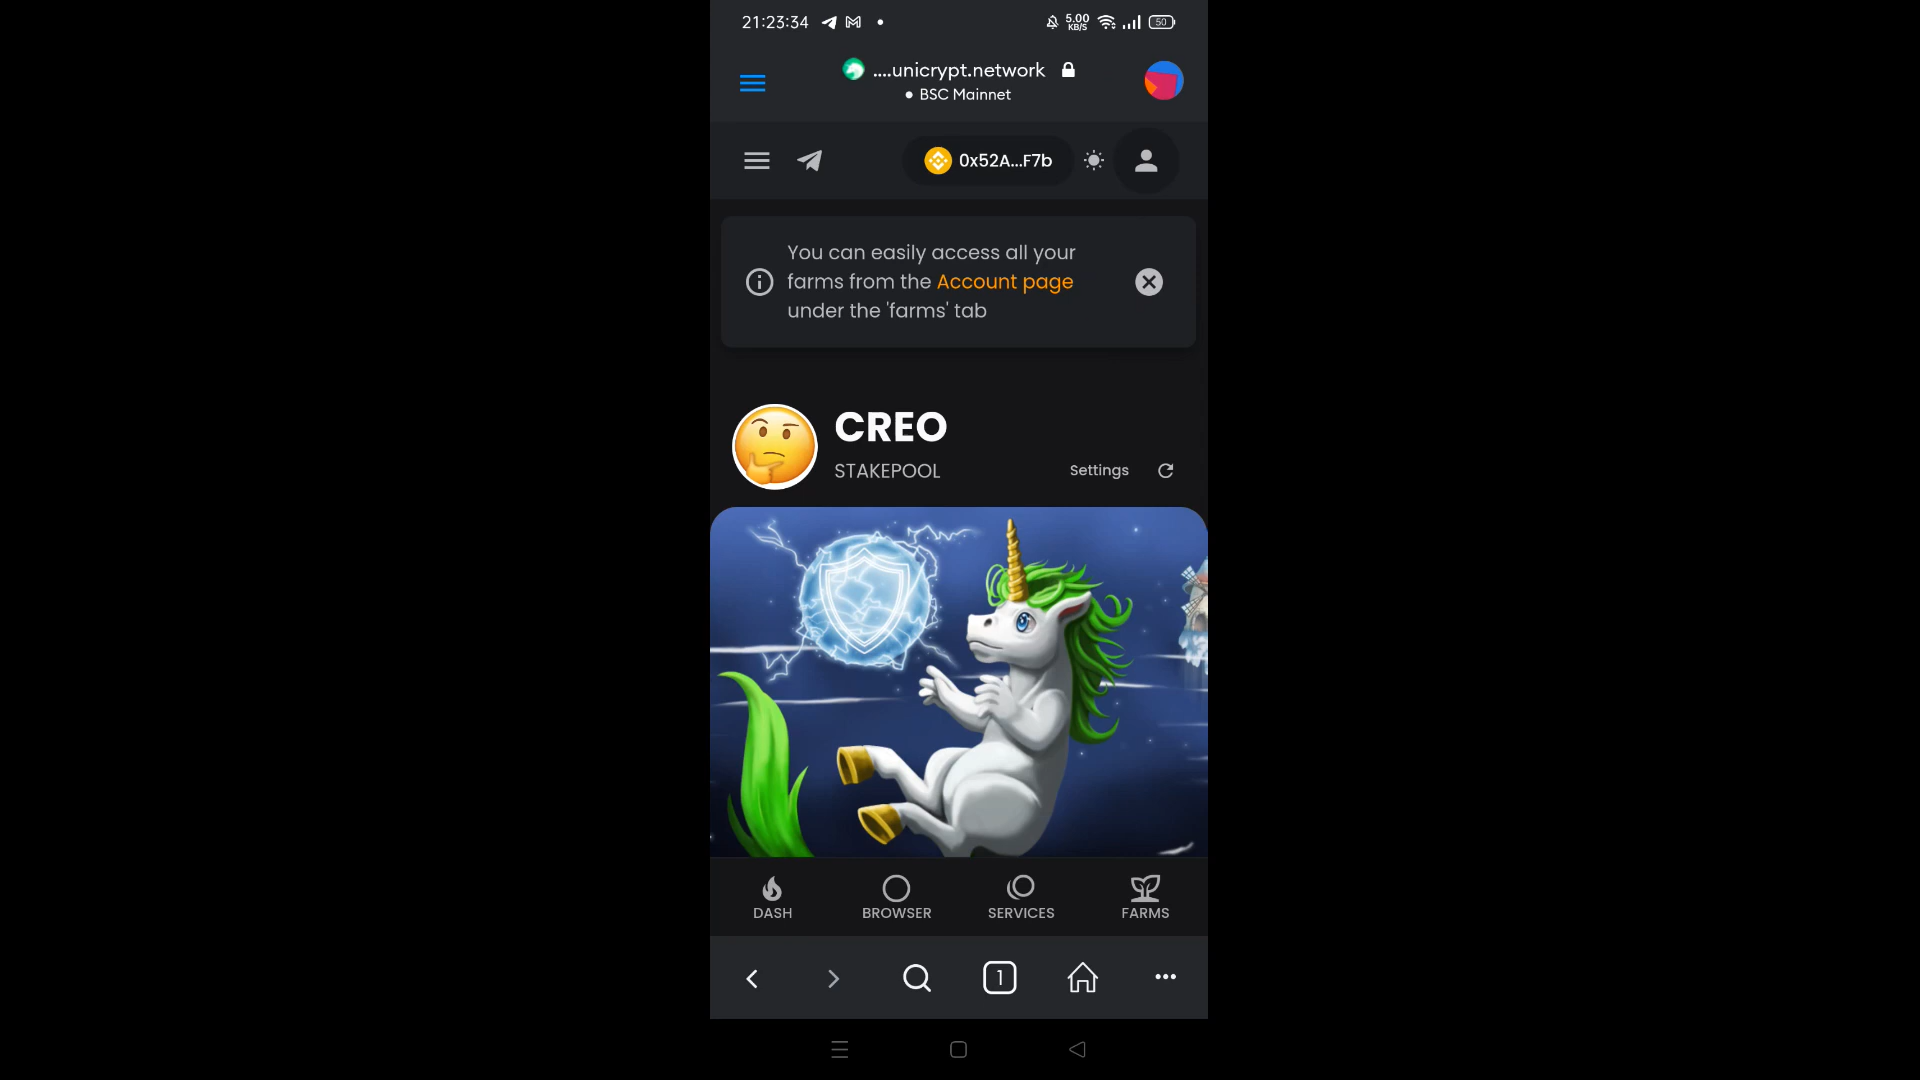 21:23:34
5.00
KB/S
50
....unicrypt.network
BSC Mainnet
0x52A...F7b
You can easily access all your
farms from the Account page
under the 'farms' tab
CREO
STAKEPOOL
Settings
DASH
BROWSER
SERVICES
FARMS
1